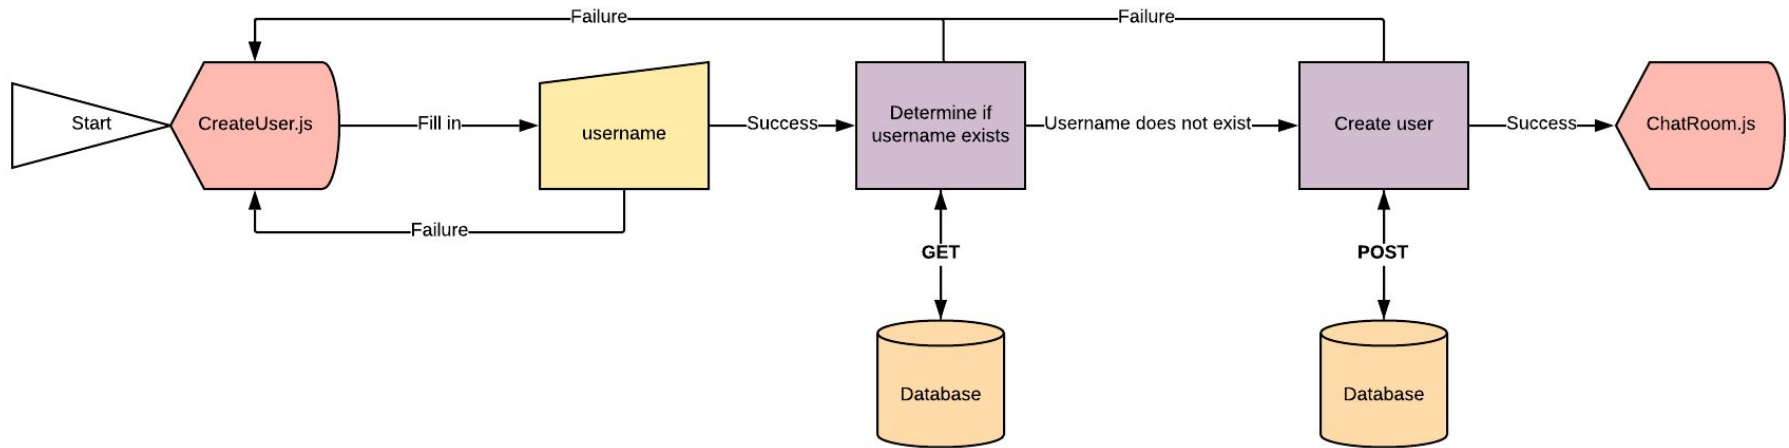 Failure
Failure
Start
CreateUser.js
Fill in
username
Success
Determine if
username exists
Username does not exist
Create user
Success
ChatRoom.js
Failure
GET
POST
Database
Database